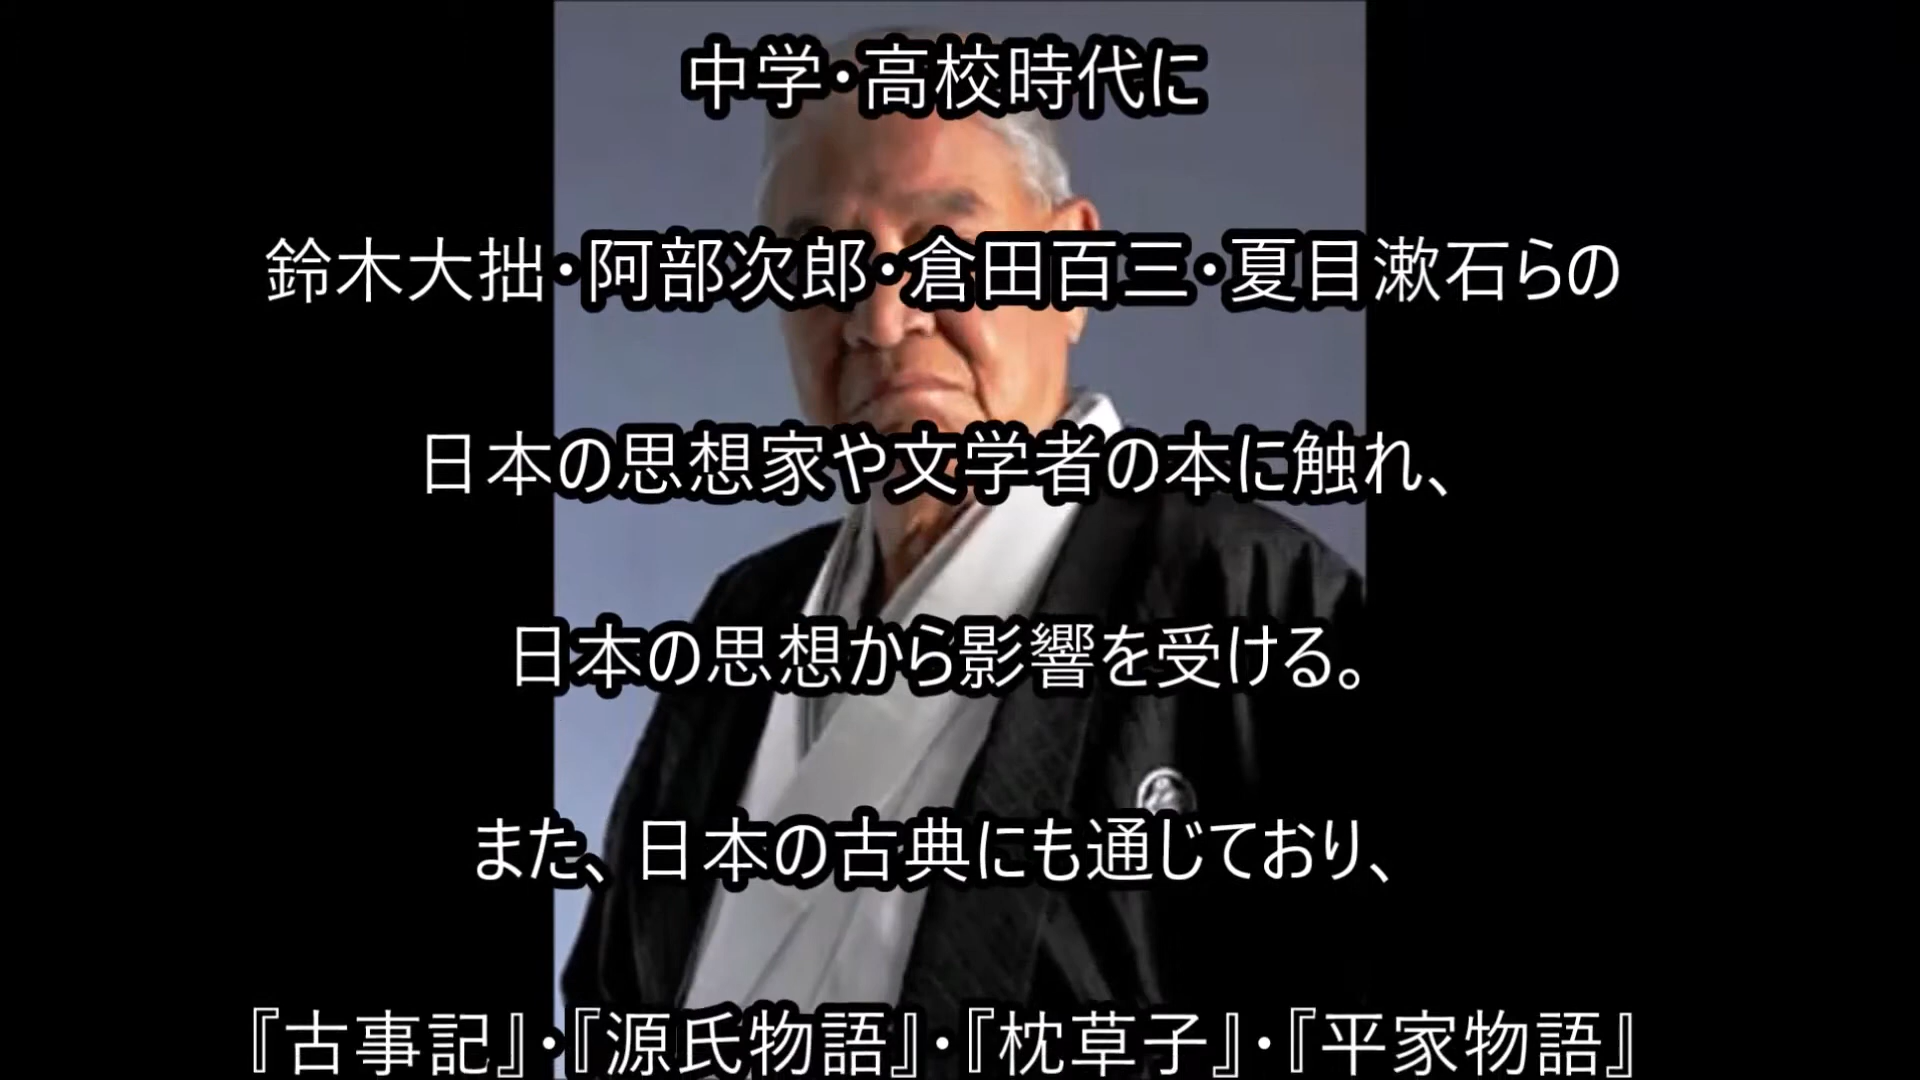 中学・高校時代に
鈴木大拙・阿部次郎・倉田百三・夏目漱石らの
日本の思想家や文学者の本に触れ、
日本の思想から影響を受ける。
また、日本の古典にも通じており、
『古事記』・『源氏物語』・『枕草子』・『平家物語』